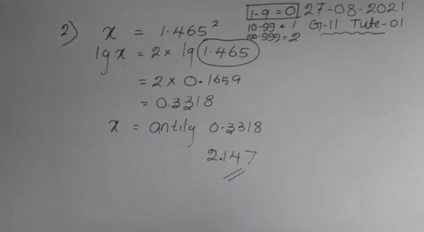 2) x = 1.465²
1-9 = 0 27-08-2021
10-99 = 1 Gr-11 Tute-01
100-999 = 2
lg x = 2 × lg 1.465
= 2 × 0.1659
= 0.3318
x = antilg 0.3318
2.147